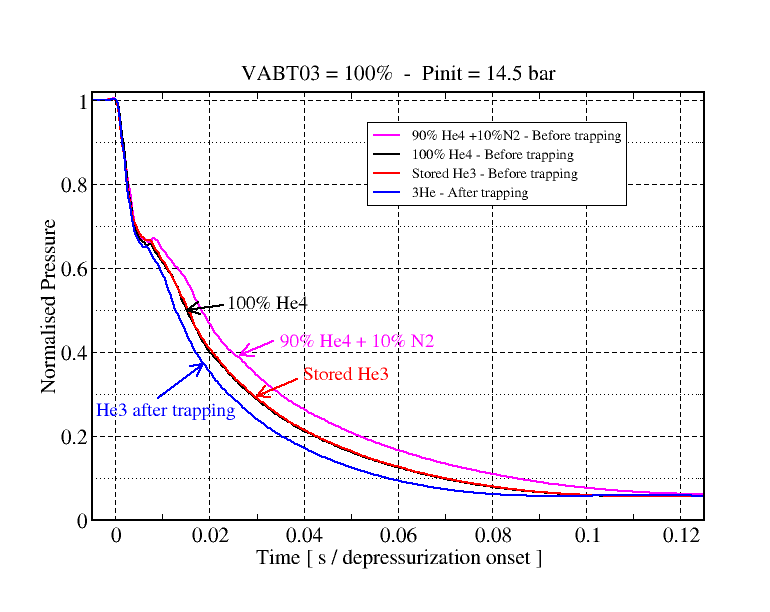 VABT03 = 100%  -  Pinit = 14.5 bar
90% He4 +10%N2 - Before trapping
100% He4 - Before trapping
Stored He3 - Before trapping
3He - After trapping
Normalised Pressure
1
0.8
0.6
0.4
0.2
0
100% He4
90% He4 + 10% N2
Stored He3
He3 after trapping
0 0.02 0.04 0.06 0.08 0.1 0.12
Time [ s / depressurization onset ]